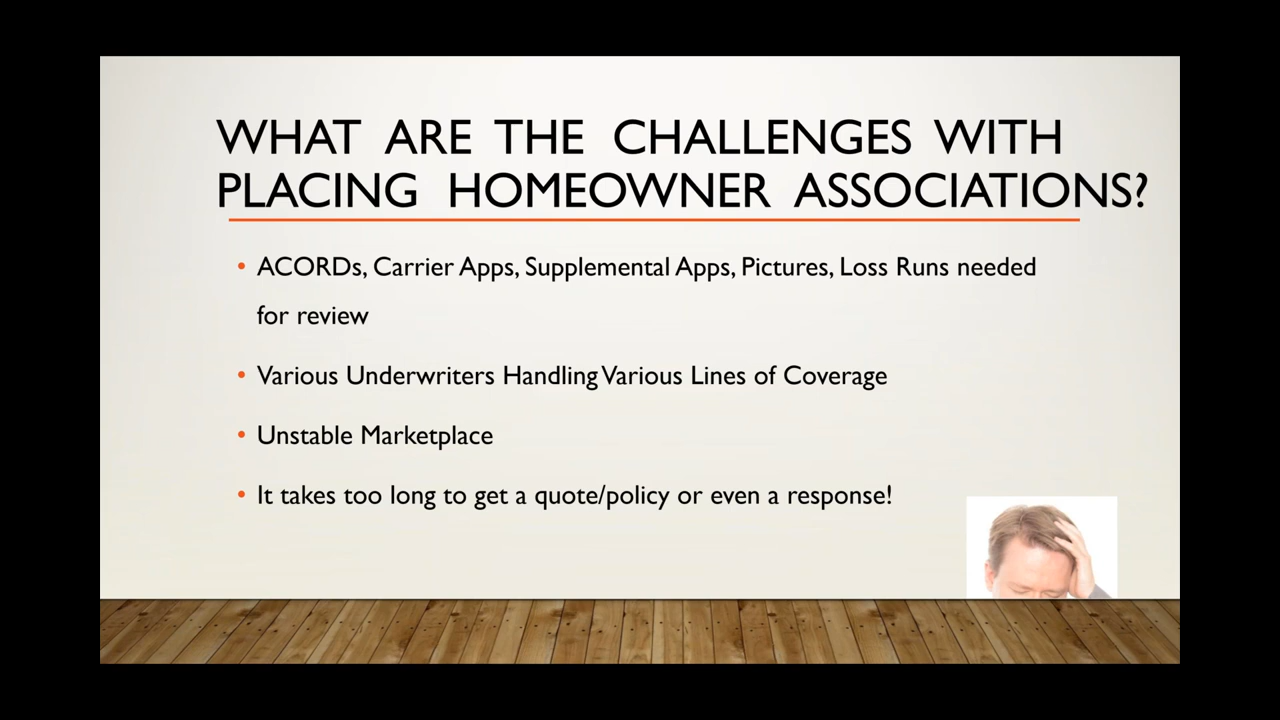 WHAT ARE THE CHALLENGES WITH
PLACING HOMEOWNER ASSOCIATIONS?
• ACORDs, Carrier Apps, Supplemental Apps, Pictures, Loss Runs needed
for review
• Various Underwriters Handling Various Lines of Coverage
• Unstable Marketplace
• It takes too long to get a quote/policy or even a response!